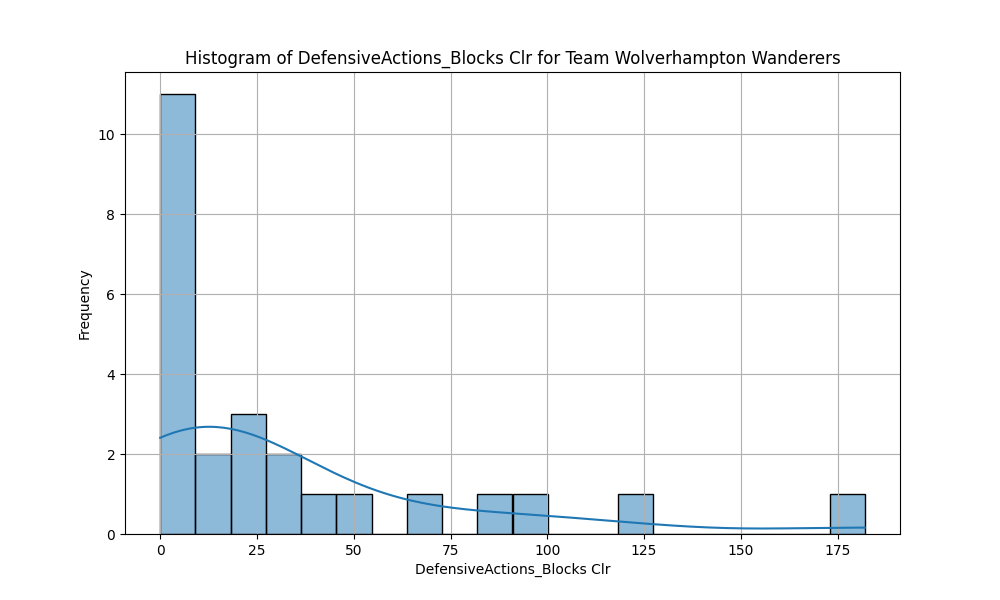 Histogram of DefensiveActions_Blocks Clr for Team Wolverhampton Wanderers
10
8
6
4
2
0
Frequency
0 25 50 75 100 125 150 175
DefensiveActions_Blocks Clr